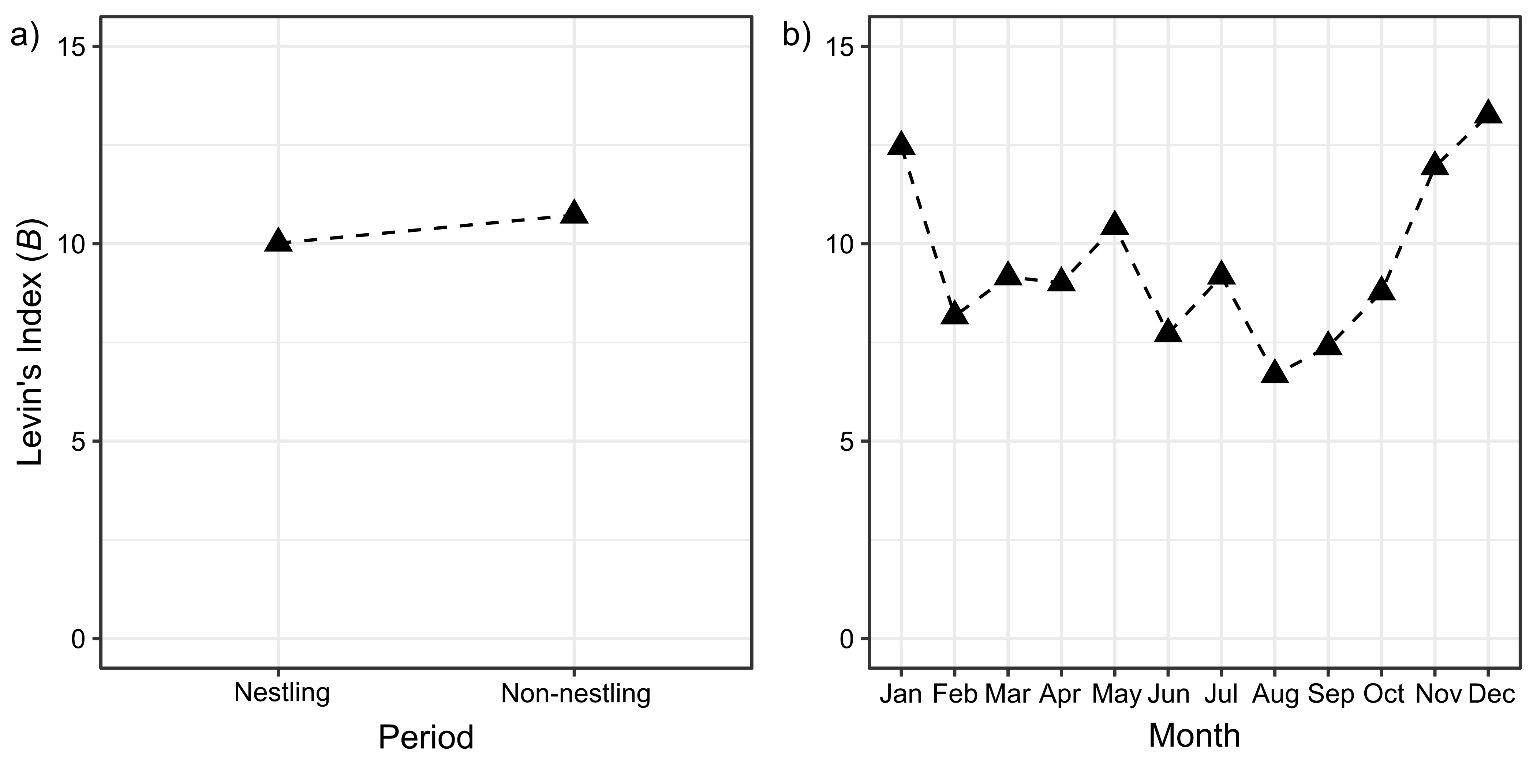 a)
15
10
5
0
Levin's Index (B)
Nestling Non-nestling
Period
b)
15
10
5
0
Jan Feb Mar Apr May Jun Jul Aug Sep Oct Nov Dec
Month